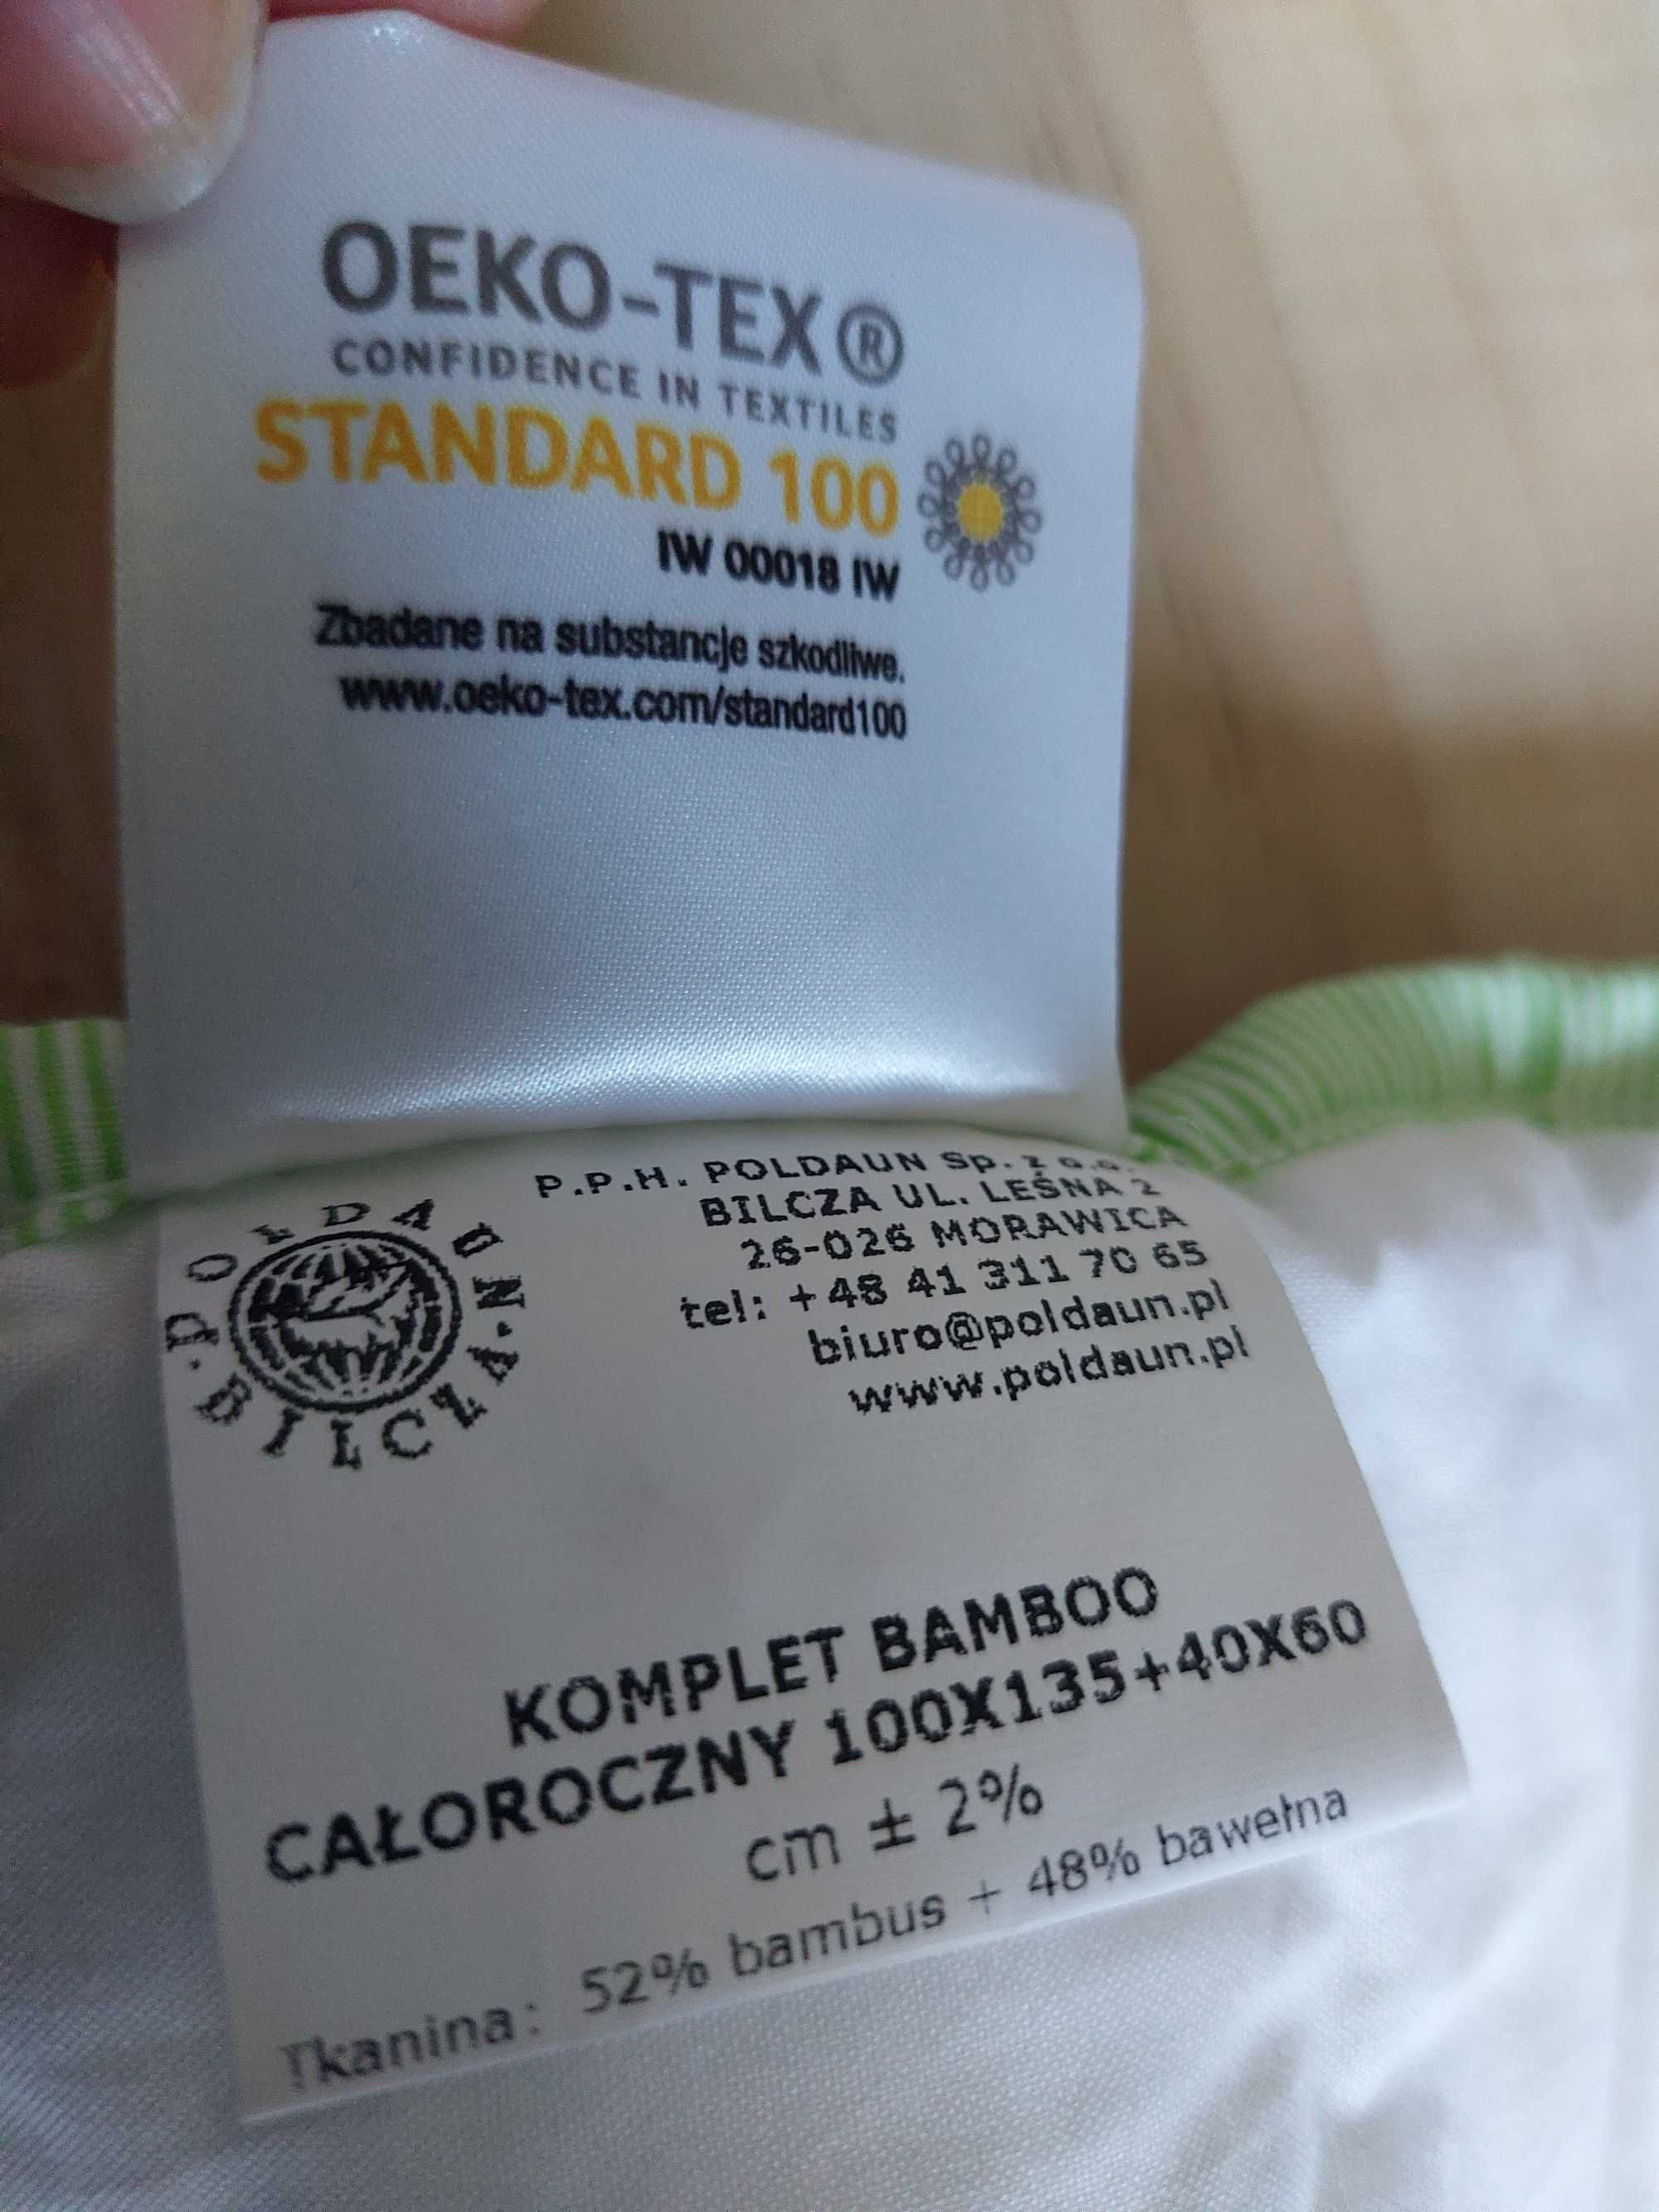 OEKO-TEX®
CONFIDENCE IN TEXTILES
STANDARD 100
IW 00018 IW
Zbadane na substancje szkodliwe.
www.oeko-tex.com/standard100
POLDAUN
·BILCZA·
P.P.H. POLDAUN Sp. z o.o.
BILCZA UL. LEŚNA 2
26-026 MORAWICA
tel: +48 41 311 70 65
biuro@poldaun.pl
www.poldaun.pl
KOMPLET BAMBOO
CAŁOROCZNY 100X135+40X60
cm ± 2%
Tkanina: 52% bambus + 48% bawełna